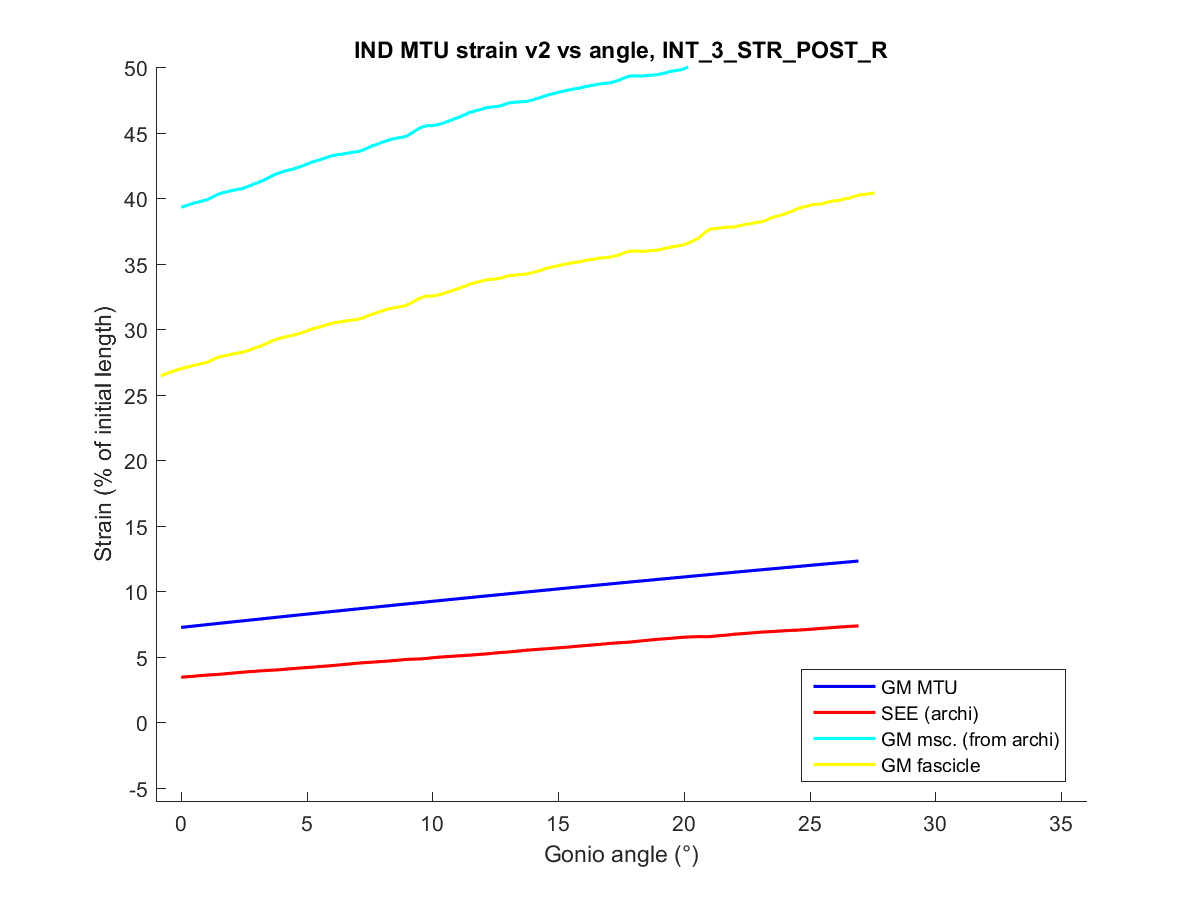 IND MTU strain v2 vs angle, INT_3_STR_POST_R
50
45
40
35
30
25
20
15
10
5
0
-5
Strain (% of initial length)
GM MTU
SEE (archi)
GM msc. (from archi)
GM fascicle
0 5 10 15 20 25 30 35
Gonio angle (°)